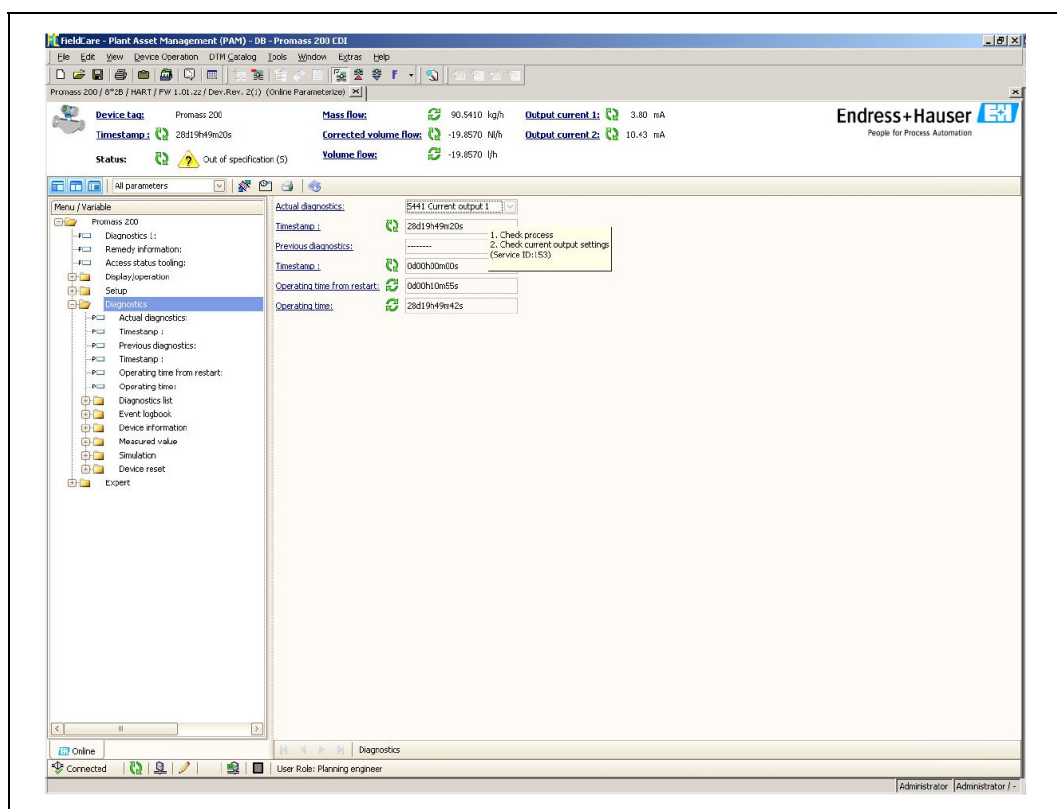 FieldCare - Plant Asset Management (PAM) - DB - Promass 200 CDI
File Edit View Device Operation DTM Catalog Tools Window Extras Help
Promass 200 / 8*2B / HART / FW 1.01.zz / Dev.Rev. 2(1) (Online Parameterize)
Device tag: Promass 200 Mass flow: 90.5410 kg/h Output current 1: 3.80 mA
Timestamp : 28d19h49m20s Corrected volume flow: -19.8570 Nl/h Output current 2: 10.43 mA
Status: Out of specification (S) Volume flow: -19.8570 l/h
Endress+Hauser EH
People for Process Automation
All parameters
Menu / Variable
Promass 200
Diagnostics 1:
Remedy information:
Access status tooling:
Display/operation
Setup
Diagnostics
Actual diagnostics:
Timestamp :
Previous diagnostics:
Timestamp :
Operating time from restart:
Operating time:
Diagnostics list
Event logbook
Device information
Measured value
Simulation
Device reset
Expert
Actual diagnostics: S441 Current output 1
Timestamp : 28d19h49m20s
Previous diagnostics: --------
Timestamp : 0d00h00m00s
Operating time from restart: 0d00h10m55s
Operating time: 28d19h49m42s
1. Check process
2. Check current output settings
(Service ID:153)
Online
Diagnostics
Connected
User Role: Planning engineer
Administrator Administrator / -